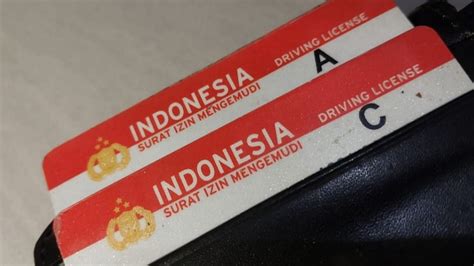 INDONESIA DRIVING LICENSE
SURAT IZIN MENGEMUDI A
INDONESIA DRIVING LICENSE
SURAT IZIN MENGEMUDI C